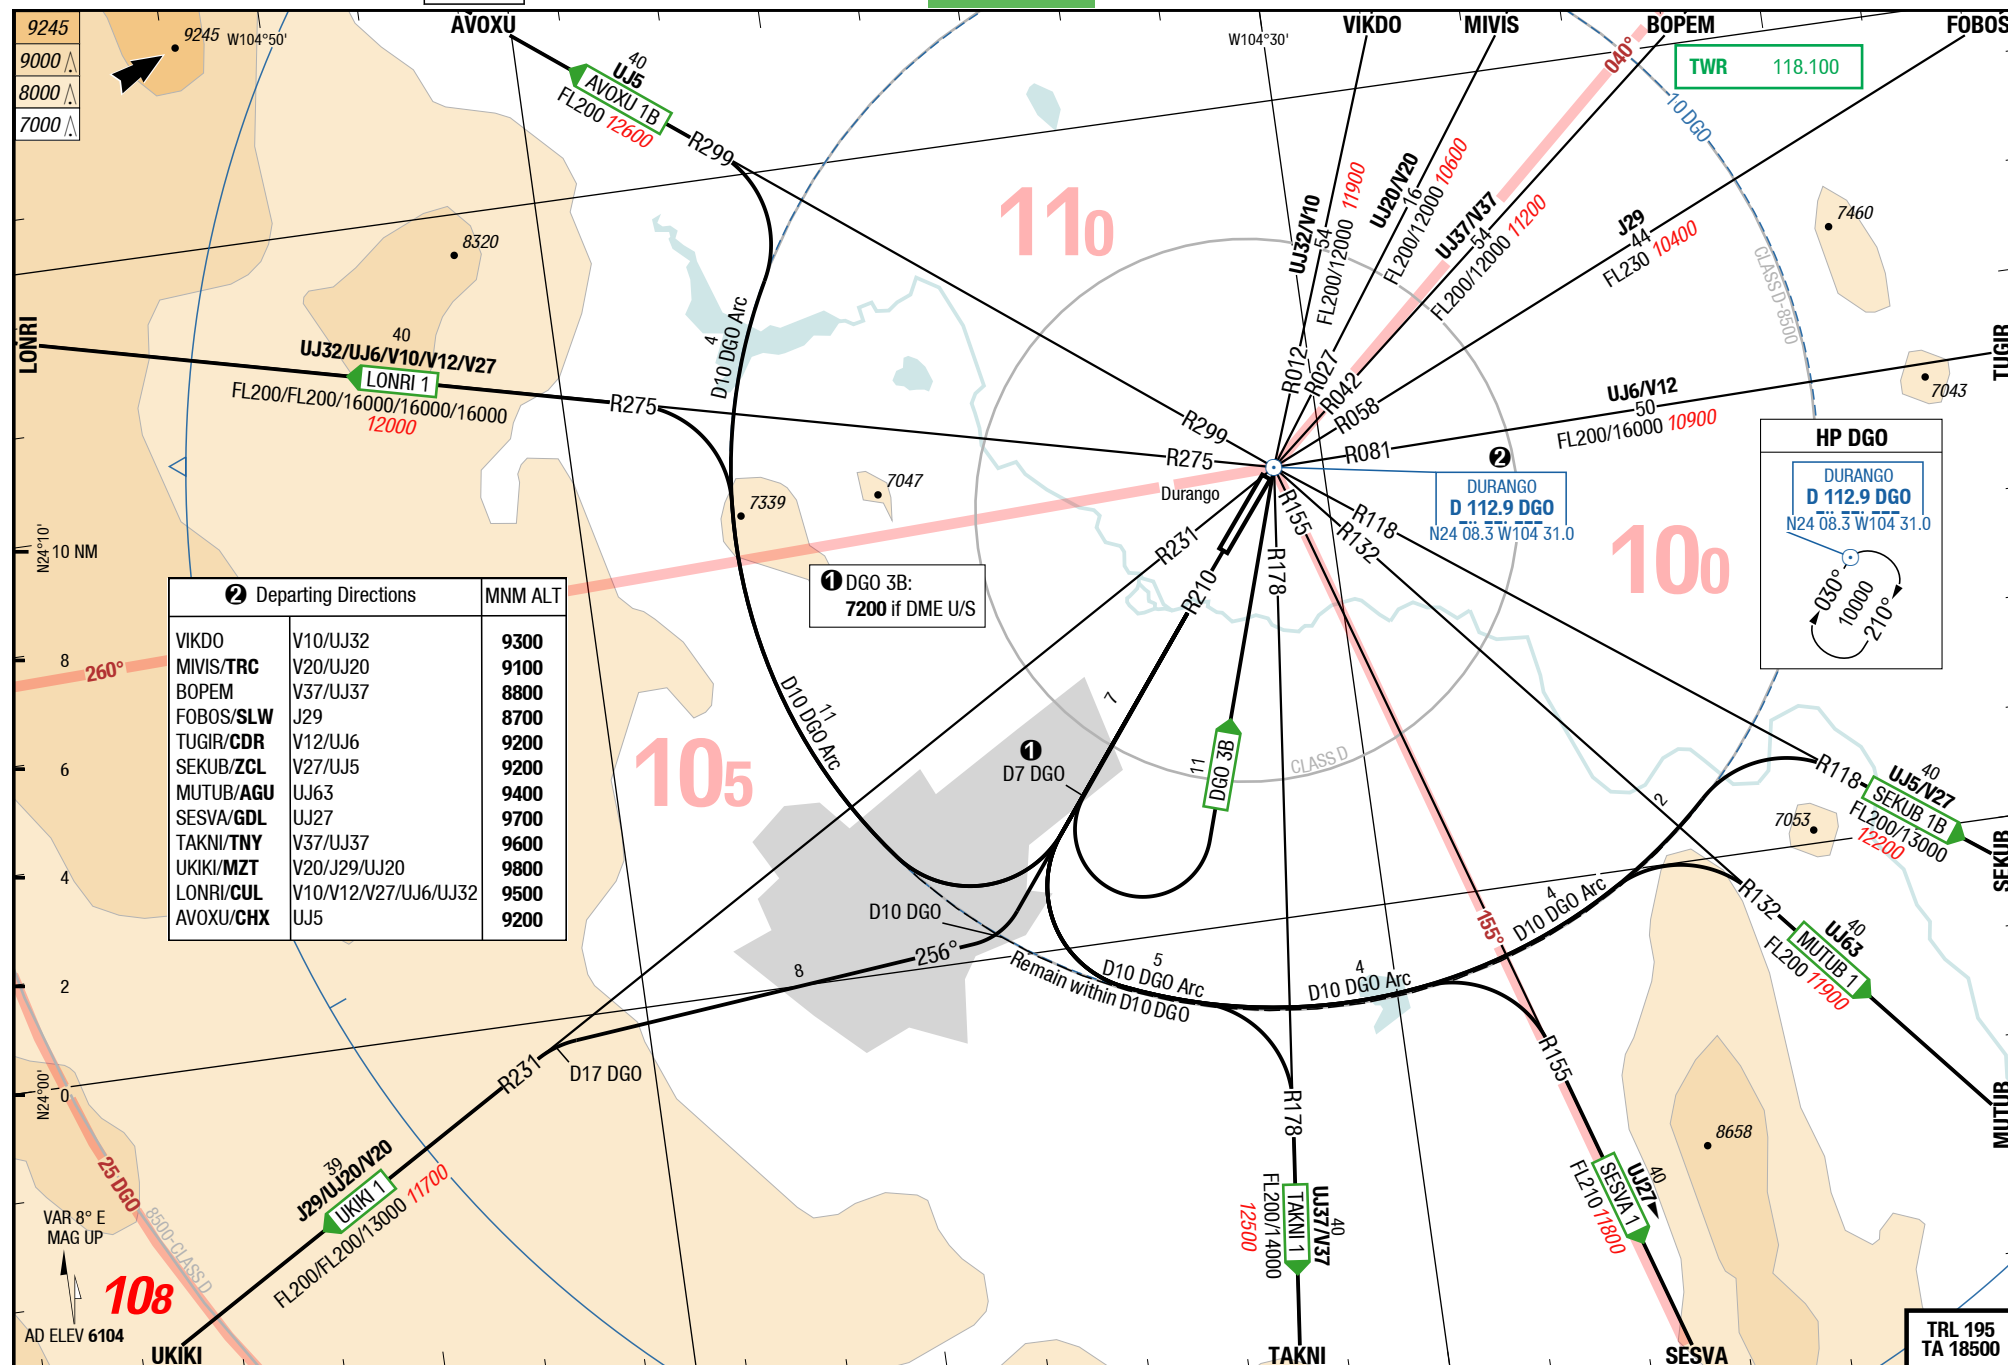 9245
9000
8000
7000
9245
W104°50'
AVOXU
W104°30'
VIKDO
MIVIS
BOPEM
FOBOS
TWR 118.100
040°
10 DGO
40
UJ5
AVOXU 1B
FL200 12600
R299
110
UJ32/V10
54
FL200/12000 11900
UJ20/V20
16
FL200/12000 10600
UJ37/V37
54
FL200/12000 11200
J29
44
FL230 10400
CLASS D-8500
7460
8320
LONRI
40
UJ32/UJ6/V10/V12/V27
LONRI 1
FL200/FL200/16000/16000/16000
12000
R275
4
D10 DGO Arc
R012
R027
R042
R058
R081
R299
R275
UJ6/V12
50
FL200/16000 10900
TUGIR
7043
HP DGO
DURANGO
D 112.9 DGO
N24 08.3 W104 31.0
030°
10000
210°
2
DURANGO
D 112.9 DGO
N24 08.3 W104 31.0
Durango
7047
7339
R231
R210
R178
R155
R118
R132
100
N24°10'
10 NM
8
6
4
2
0
N24°00'
1 DGO 3B:
7200 if DME U/S
2 Departing Directions MNM ALT
VIKDO V10/UJ32 9300
MIVIS/TRC V20/UJ20 9100
BOPEM V37/UJ37 8800
FOBOS/SLW J29 8700
TUGIR/CDR V12/UJ6 9200
SEKUB/ZCL V27/UJ5 9200
MUTUB/AGU UJ63 9400
SESVA/GDL UJ27 9700
TAKNI/TNY V37/UJ37 9600
UKIKI/MZT V20/J29/UJ20 9800
LONRI/CUL V10/V12/V27/UJ6/UJ32 9500
AVOXU/CHX UJ5 9200
260°
105
11
D10 DGO Arc
7
1
D7 DGO
11
DGO 3B
CLASS D
2
R118
40
UJ5/V27
SEKUB 1B
FL200/13000
12200
SEKUB
7053
D10 DGO
256°
8
Remain within D10 DGO
5
D10 DGO Arc
4
D10 DGO Arc
155°
4
D10 DGO Arc
R132
40
UJ63
MUTUB 1
FL200 11900
MUTUB
R231
D17 DGO
R178
R155
8658
39
J29/UJ20/V20
UKIKI 1
FL200/FL200/13000 11700
40
UJ37/V37
TAKNI 1
FL200/14000
12500
40
UJ27
SESVA 1
FL210 11800
25 DGO
8500-CLASS D
VAR 8° E
MAG UP
108
AD ELEV 6104
UKIKI
TAKNI
SESVA
TRL 195
TA 18500